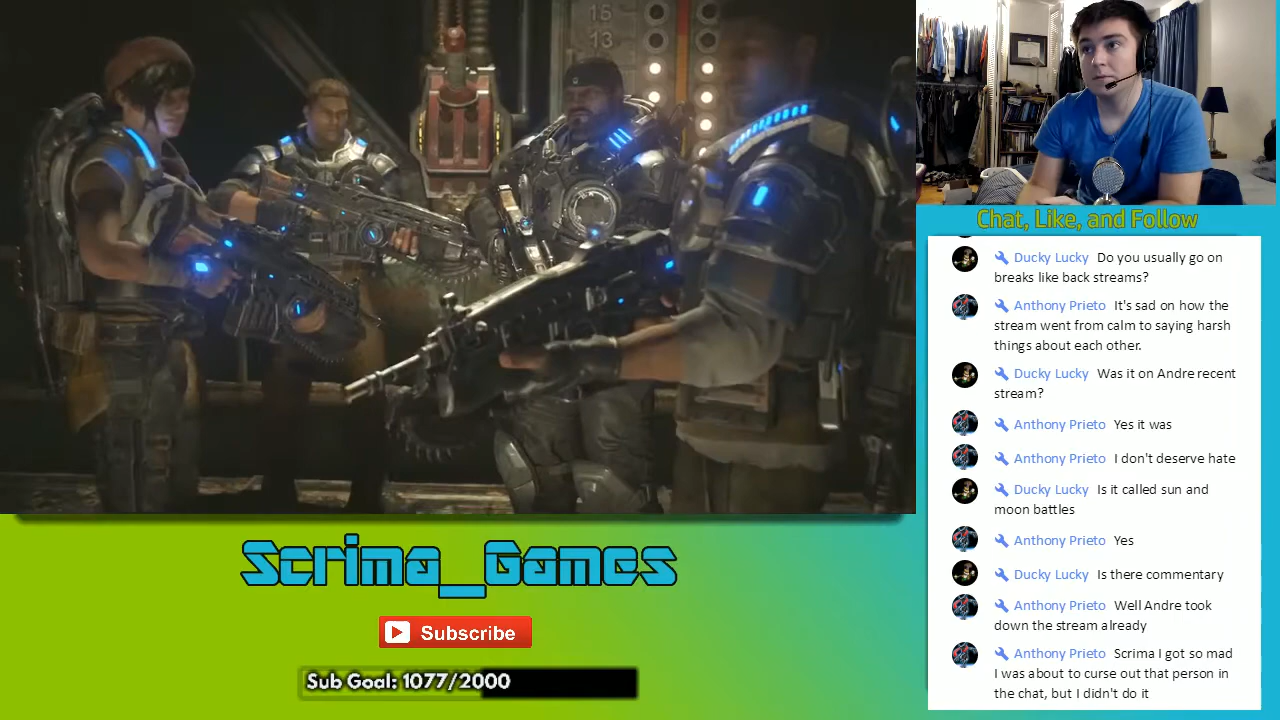 15
13
Chat, Like, and Follow
Ducky Lucky Do you usually go on
breaks like back streams?
Anthony Prieto It's sad on how the
stream went from calm to saying harsh
things about each other.
Ducky Lucky Was it on Andre recent
stream?
Anthony Prieto Yes it was
Anthony Prieto I don't deserve hate
Ducky Lucky Is it called sun and
moon battles
Anthony Prieto Yes
Ducky Lucky Is there commentary
Anthony Prieto Well Andre took
down the stream already
Anthony Prieto Scrima I got so mad
I was about to curse out that person in
the chat, but I didn't do it
Scrima_Games
Subscribe
Sub Goal: 1077/2000